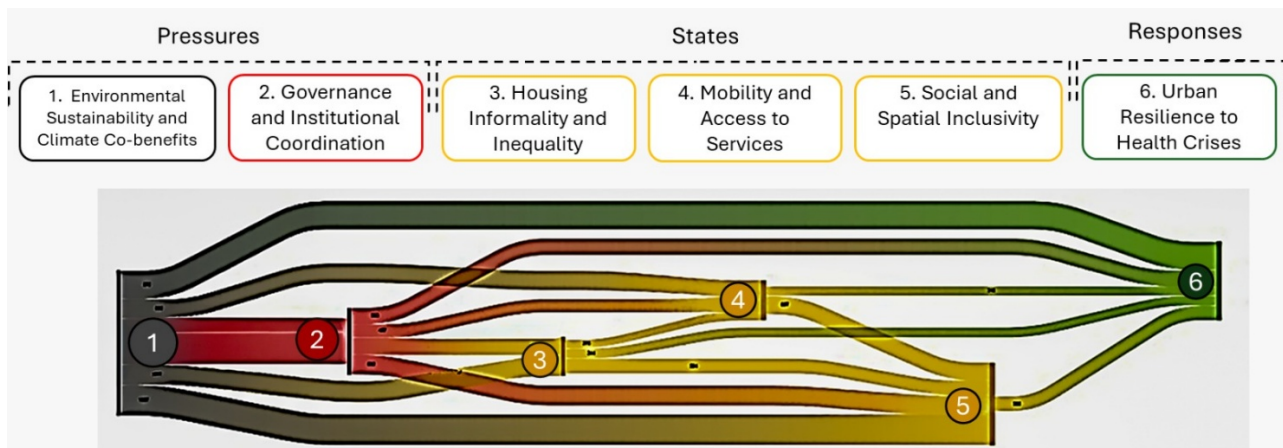 Pressures
States
Responses
1. Environmental
Sustainability and
Climate Co-benefits
2. Governance
and Institutional
Coordination
3. Housing
Informality and
Inequality
4. Mobility and
Access to
Services
5. Social and
Spatial Inclusivity
6. Urban
Resilience to
Health Crises
1
2
3
4
5
6